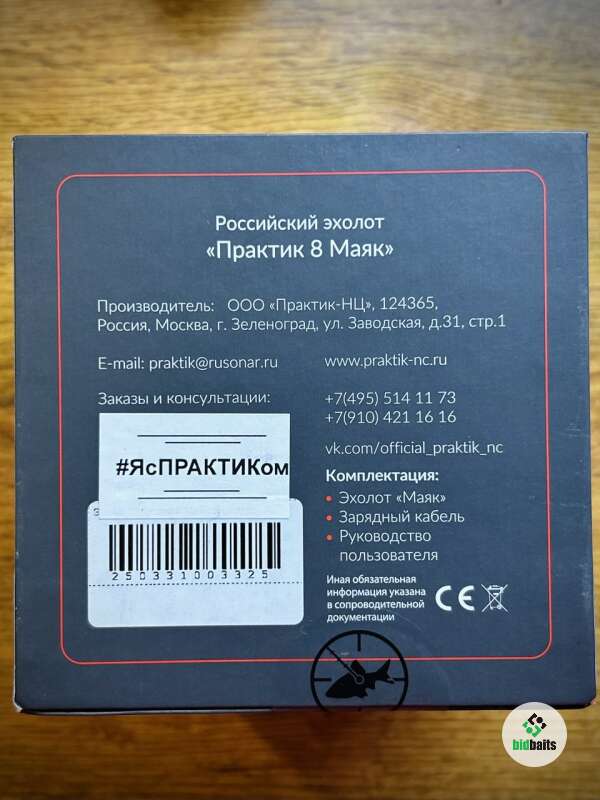 Российский эхолот
«Практик 8 Маяк»
Производитель: ООО «Практик-НЦ», 124365,
Россия, Москва, г. Зеленоград, ул. Заводская, д.31, стр.1
E-mail: praktik@rusonar.ru
www.praktik-nc.ru
Заказы и консультации:
+7(495) 514 11 73
+7(910) 421 16 16
vk.com/official_praktik_nc
#ЯсПРАКТИКом
250331003325
Комплектация:
• Эхолот «Маяк»
• Зарядный кабель
• Руководство
пользователя
Иная обязательная
информация указана
в сопроводительной
документации
CE
bidbaits